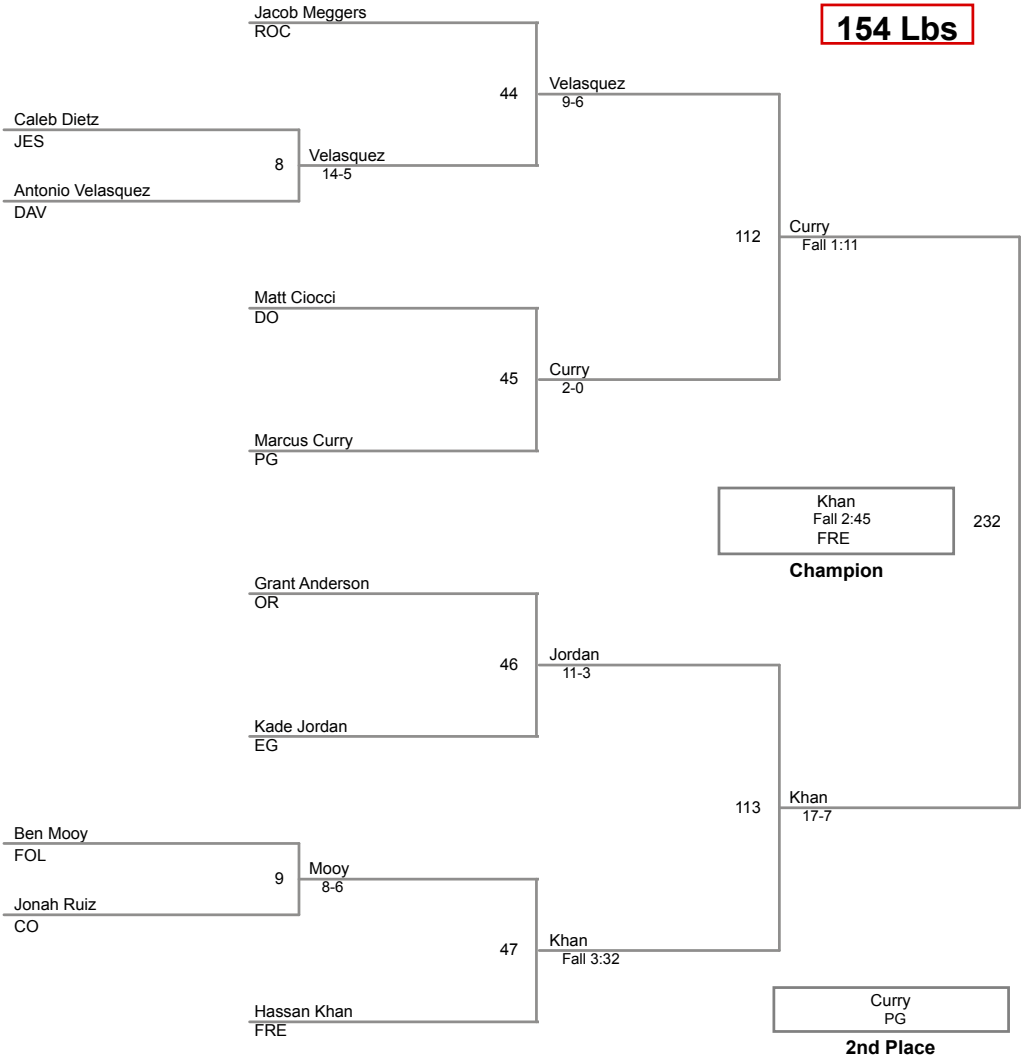 Jacob Meggers
ROC
154 Lbs
44
Velasquez
9-6
Caleb Dietz
JES
8
Velasquez
14-5
Antonio Velasquez
DAV
112
Curry
Fall 1:11
Matt Ciocci
DO
45
Curry
2-0
Marcus Curry
PG
Khan
Fall 2:45
FRE
232
Champion
Grant Anderson
OR
46
Jordan
11-3
Kade Jordan
EG
113
Khan
17-7
Ben Mooy
FOL
9
Mooy
8-6
Jonah Ruiz
CO
47
Khan
Fall 3:32
Hassan Khan
FRE
Curry
PG
2nd Place